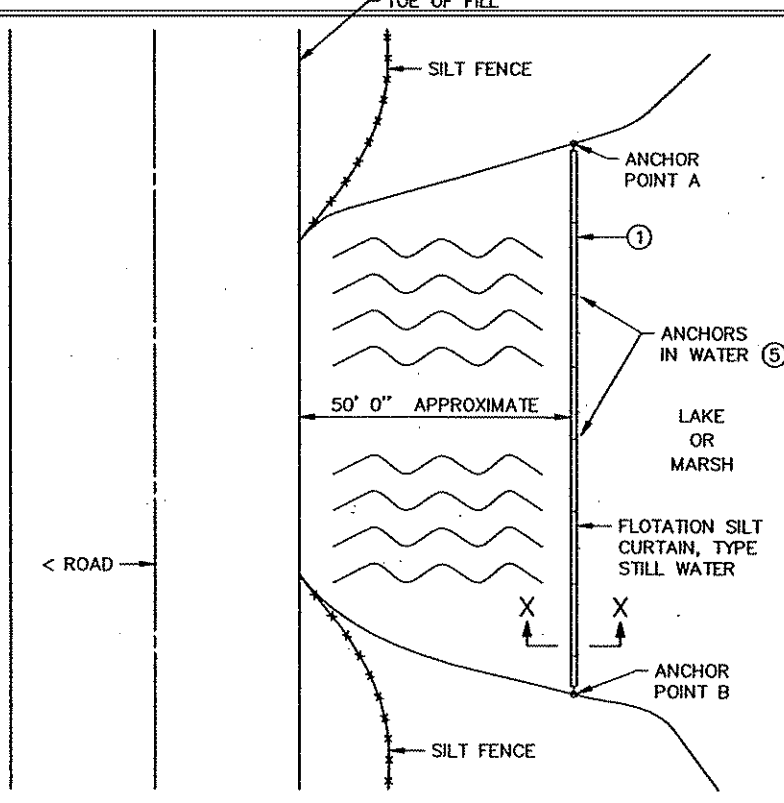 TOE OF FILL
SILT FENCE
ANCHOR
POINT A
①
ANCHORS
IN WATER ⑤
50' 0" APPROXIMATE
LAKE
OR
MARSH
FLOTATION SILT
CURTAIN, TYPE
STILL WATER
< ROAD
X X
ANCHOR
POINT B
SILT FENCE